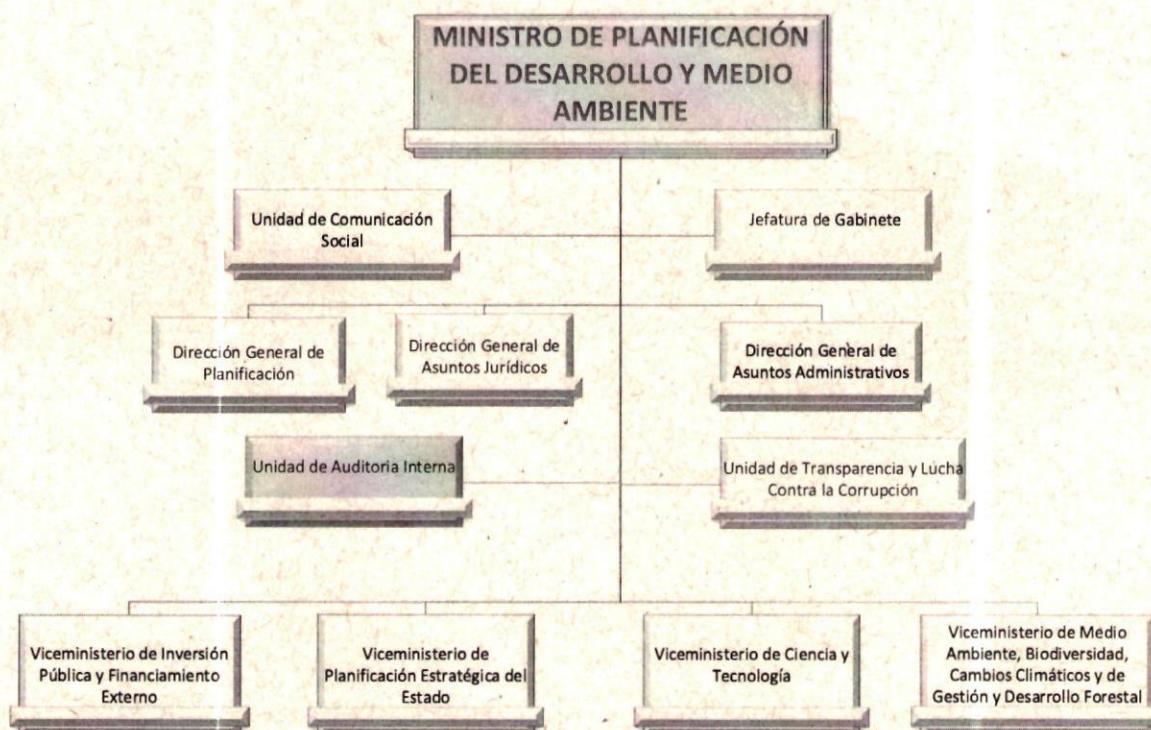 MINISTRO DE PLANIFICACIÓN
DEL DESARROLLO Y MEDIO
AMBIENTE
Unidad de Comunicación
Social
Jefatura de Gabinete
Dirección General de
Planificación
Dirección General de
Asuntos Jurídicos
Dirección General de
Asuntos Administrativos
Unidad de Auditoria Interna
Unidad de Transparencia y Lucha
Contra la Corrupción
Viceministerio de Inversión
Pública y Financiamiento
Externo
Viceministerio de
Planificación Estratégica del
Estado
Viceministerio de Ciencia y
Tecnología
Viceministerio de Medio
Ambiente, Biodiversidad,
Cambios Climáticos y de
Gestión y Desarrollo Forestal